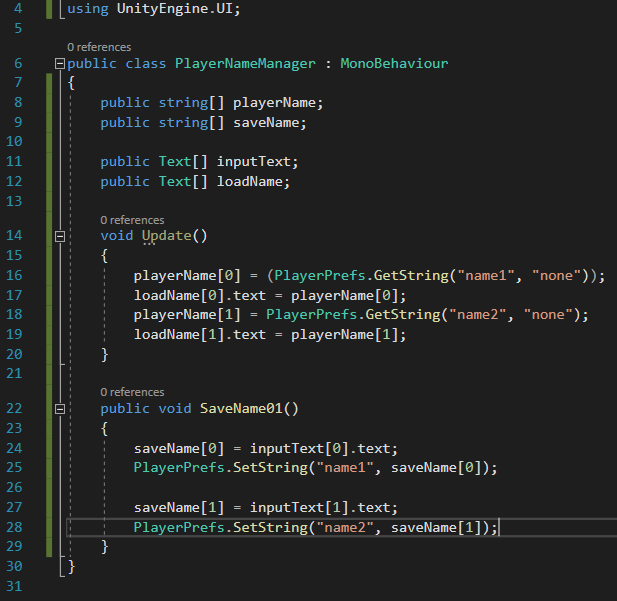 4 using UnityEngine.UI;
5
0 references
6 public class PlayerNameManager : MonoBehaviour
7 {
8 public string[] playerName;
9 public string[] saveName;
10
11 public Text[] inputText;
12 public Text[] loadName;
13
0 references
14 void Update()
15 {
16 playerName[0] = (PlayerPrefs.GetString("name1", "none"));
17 loadName[0].text = playerName[0];
18 playerName[1] = PlayerPrefs.GetString("name2", "none");
19 loadName[1].text = playerName[1];
20 }
21
0 references
22 public void SaveName01()
23 {
24 saveName[0] = inputText[0].text;
25 PlayerPrefs.SetString("name1", saveName[0]);
26
27 saveName[1] = inputText[1].text;
28 PlayerPrefs.SetString("name2", saveName[1]);
29 }
30 }
31